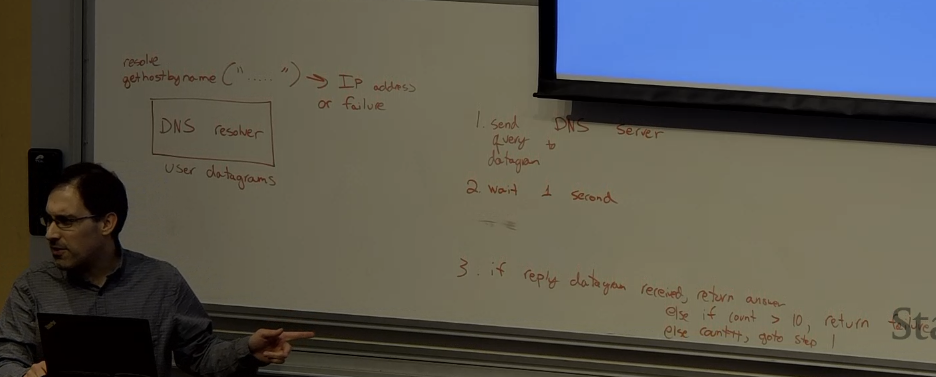 resolve
gethostbyname (".....") → IP address
or failure
DNS resolver
user datagrams
1. send DNS server
query to
datagram
2. wait 1 second
3. if reply datagram received, return answer
else if count > 10, return
else count++, goto step 1
Sta